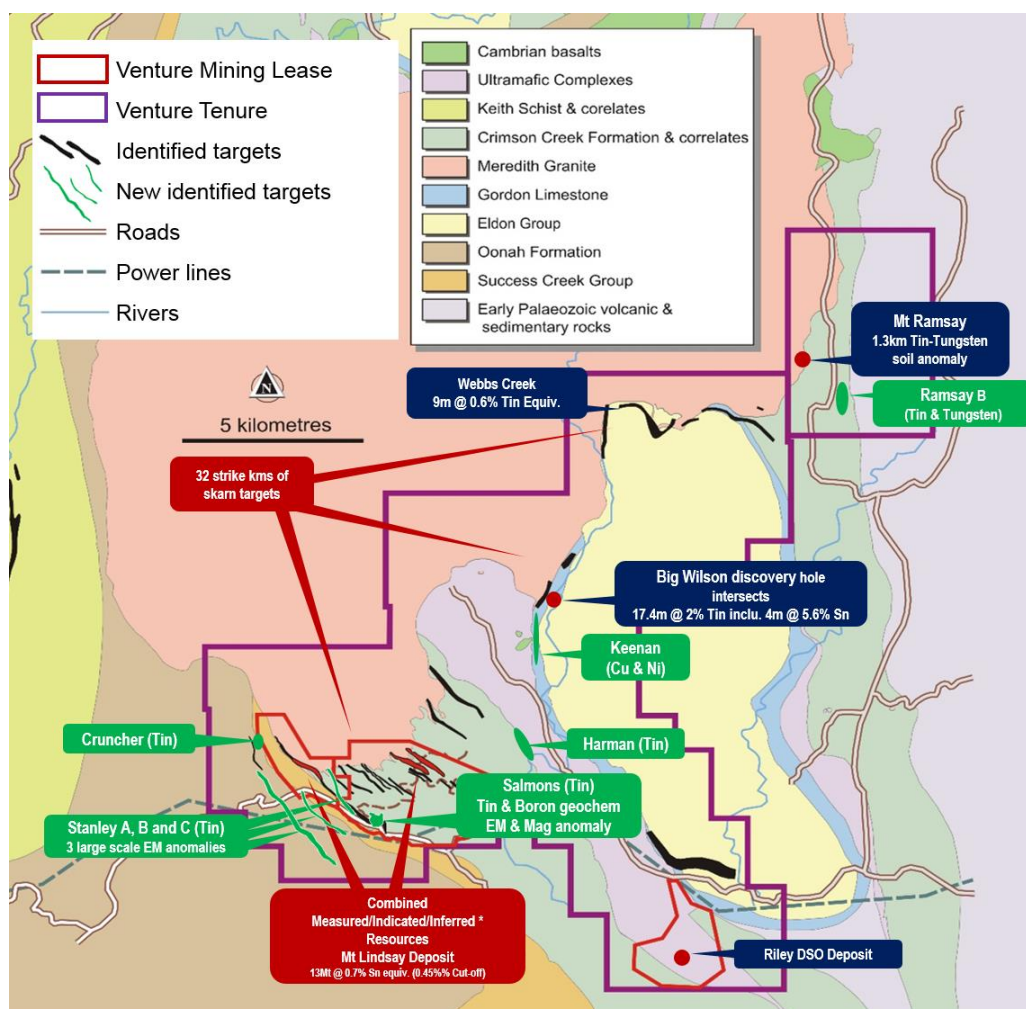 Venture Mining Lease
Venture Tenure
Identified targets
New identified targets
Roads
Power lines
Rivers
Cambrian basalts
Ultramafic Complexes
Keith Schist & corelates
Crimson Creek Formation & correlates
Meredith Granite
Gordon Limestone
Eldon Group
Oonah Formation
Success Creek Group
Early Palaeozoic volcanic &
sedimentary rocks
N
5 kilometres
Mt Ramsay
1.3km Tin-Tungsten
soil anomaly
Webbs Creek
9m @ 0.6% Tin Equiv.
Ramsay B
(Tin & Tungsten)
32 strike kms of
skarn targets
Big Wilson discovery hole
intersects
17.4m @ 2% Tin inclu. 4m @ 5.6% Sn
Keenan
(Cu & Ni)
Cruncher (Tin)
Harman (Tin)
Salmons (Tin)
Tin & Boron geochem
EM & Mag anomaly
Stanley A, B and C (Tin)
3 large scale EM anomalies
Combined
Measured/Indicated/Inferred *
Resources
Mt Lindsay Deposit
13Mt @ 0.7% Sn equiv. (0.45%% Cut-off)
Riley DSO Deposit